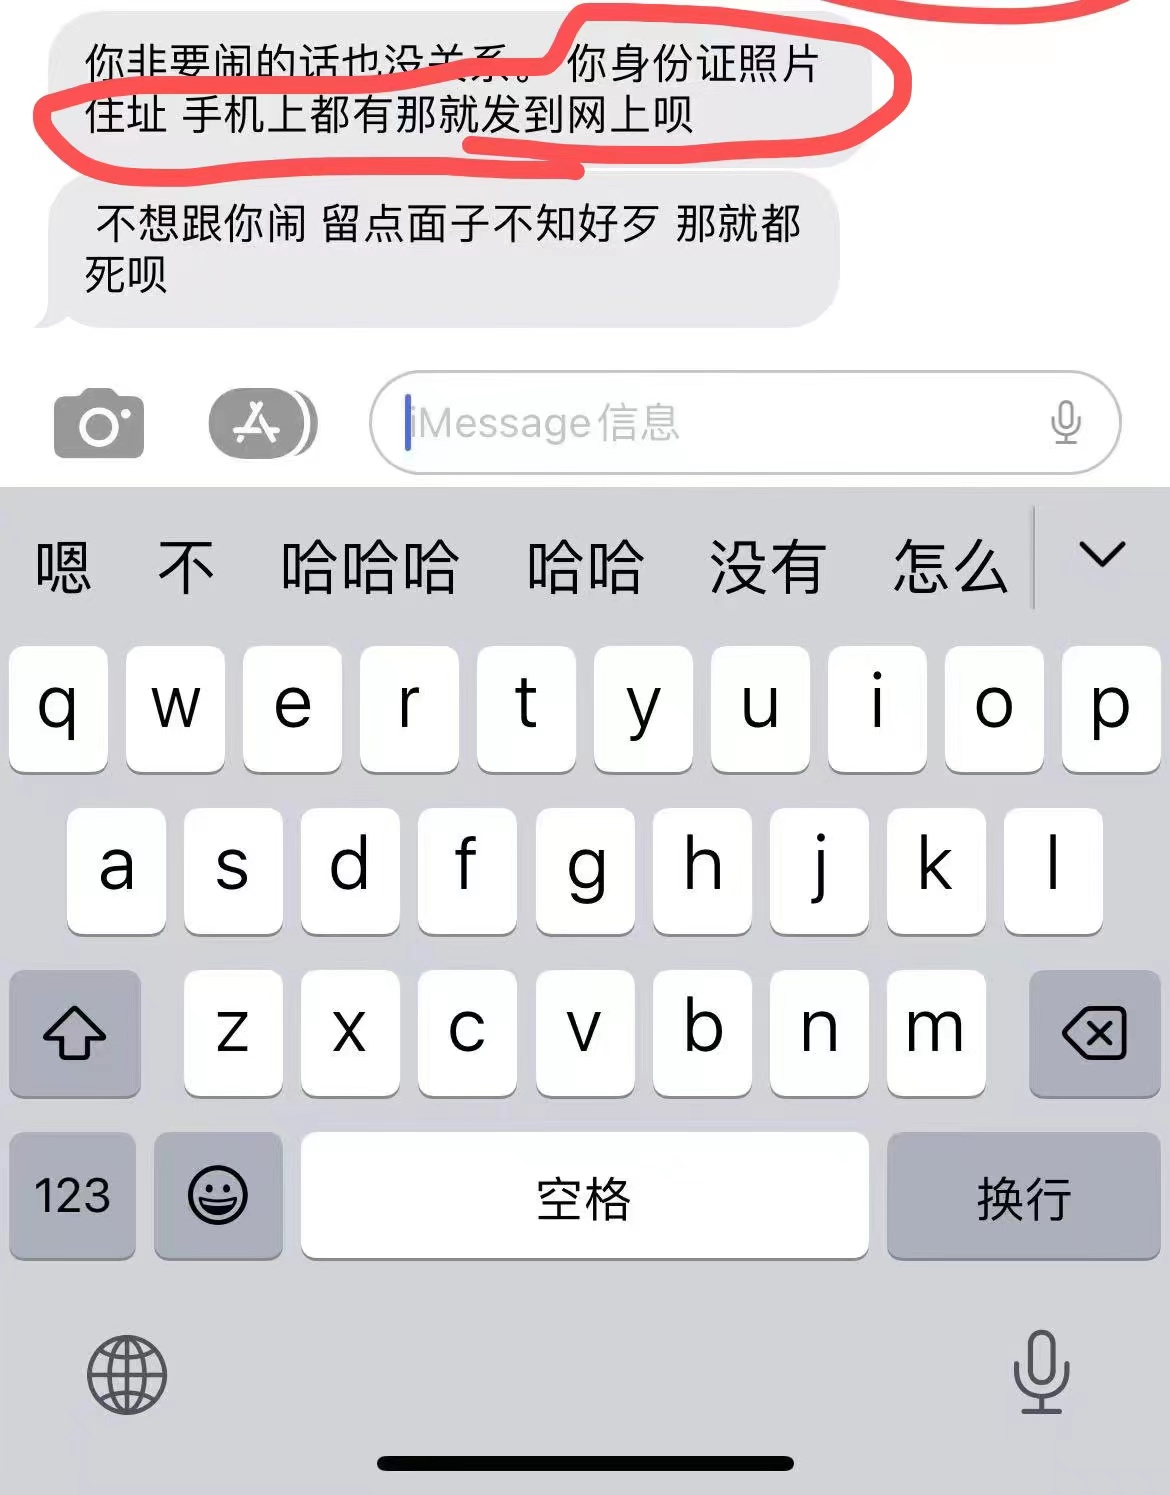 你非要闹的话也没关系。 你身份证照片
住址 手机上都有那就发到网上呗
不想跟你闹 留点面子不知好歹 那就都
死呗
iMessage信息
嗯 不 哈哈哈 哈哈 没有 怎么
q w e r t y u i o p
a s d f g h j k l
z x c v b n m
123 空格 换行